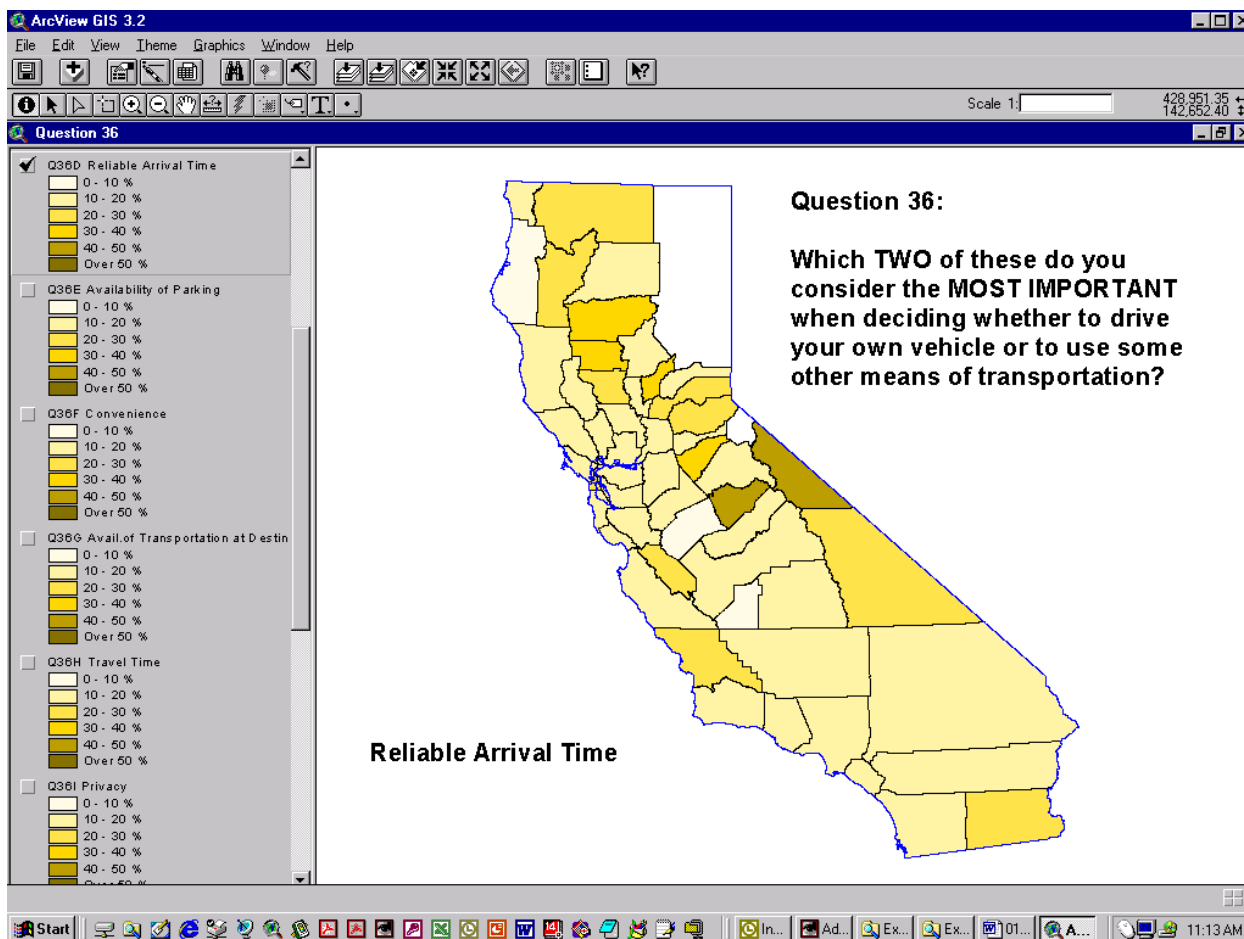 ArcView GIS 3.2
File Edit View Theme Graphics Window Help
Scale 1:
428,951.35
142,652.40
Question 36
Q36D Reliable Arrival Time
0 - 10 %
10 - 20 %
20 - 30 %
30 - 40 %
40 - 50 %
Over 50 %
Q36E Availability of Parking
0 - 10 %
10 - 20 %
20 - 30 %
30 - 40 %
40 - 50 %
Over 50 %
Q36F Convenience
0 - 10 %
10 - 20 %
20 - 30 %
30 - 40 %
40 - 50 %
Over 50 %
Q36G Avail.of Transportation at Destin
0 - 10 %
10 - 20 %
20 - 30 %
30 - 40 %
40 - 50 %
Over 50 %
Q36H Travel Time
0 - 10 %
10 - 20 %
20 - 30 %
30 - 40 %
40 - 50 %
Over 50 %
Q36I Privacy
0 - 10 %
10 - 20 %
20 - 30 %
30 - 40 %
40 - 50 %
Over 50 %
Question 36:
Which TWO of these do you
consider the MOST IMPORTANT
when deciding whether to drive
your own vehicle or to use some
other means of transportation?
Reliable Arrival Time
Start In... Ad... Ex... Ex... 01... A... 11:13 AM